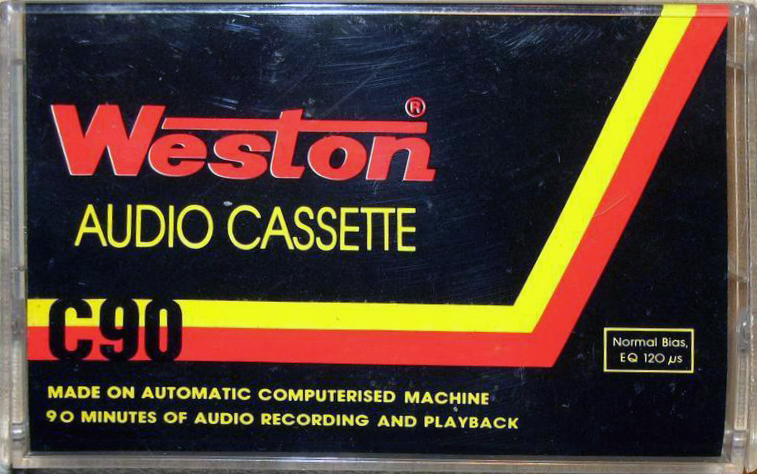 Weston®
AUDIO CASSETTE
C90
Normal Bias,
EQ 120 µs
MADE ON AUTOMATIC COMPUTERISED MACHINE
90 MINUTES OF AUDIO RECORDING AND PLAYBACK